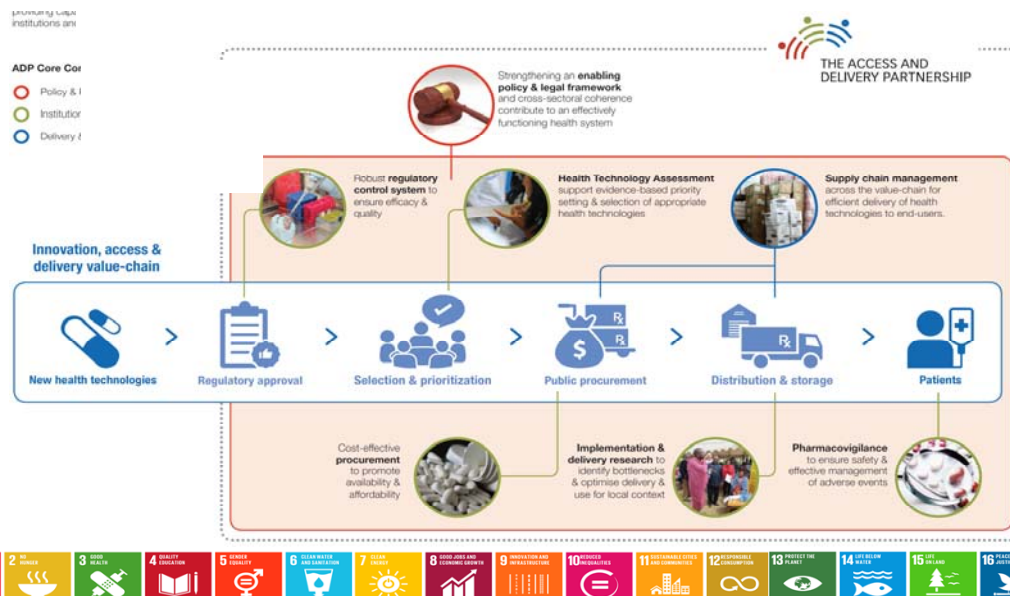 institutions and
ADP Core Cor
Policy &
Institution
Delivery &
THE ACCESS AND
DELIVERY PARTNERSHIP
Strengthening an enabling
policy & legal framework
and cross-sectoral coherence
contribute to an effectively
functioning health system
Robust regulatory
control system to
ensure efficacy &
quality
Health Technology Assessment
support evidence-based priority
setting & selection of appropriate
health technologies
Supply chain management
across the value-chain for
efficient delivery of health
technologies to end-users.
Innovation, access &
delivery value-chain
New health technologies
Regulatory approval
Selection & prioritization
Public procurement
Distribution & storage
Patients
Cost-effective
procurement
to promote
availability &
affordability
Implementation &
delivery research to
identify bottlenecks
& optimise delivery &
use for local context
Pharmacovigilance
to ensure safety &
effective management
of adverse events
2 NO
HUNGER
3 GOOD
HEALTH
4 QUALITY
EDUCATION
5 GENDER
EQUALITY
6 CLEAN WATER
AND SANITATION
7 CLEAN
ENERGY
8 GOOD JOBS AND
ECONOMIC GROWTH
9 INNOVATION AND
INFRASTRUCTURE
10 REDUCED
INEQUALITIES
11 SUSTAINABLE CITIES
AND COMMUNITIES
12 RESPONSIBLE
CONSUMPTION
13 PROTECT THE
PLANET
14 LIFE BELOW
WATER
15 LIFE
ON LAND
16 PEACE
JUST